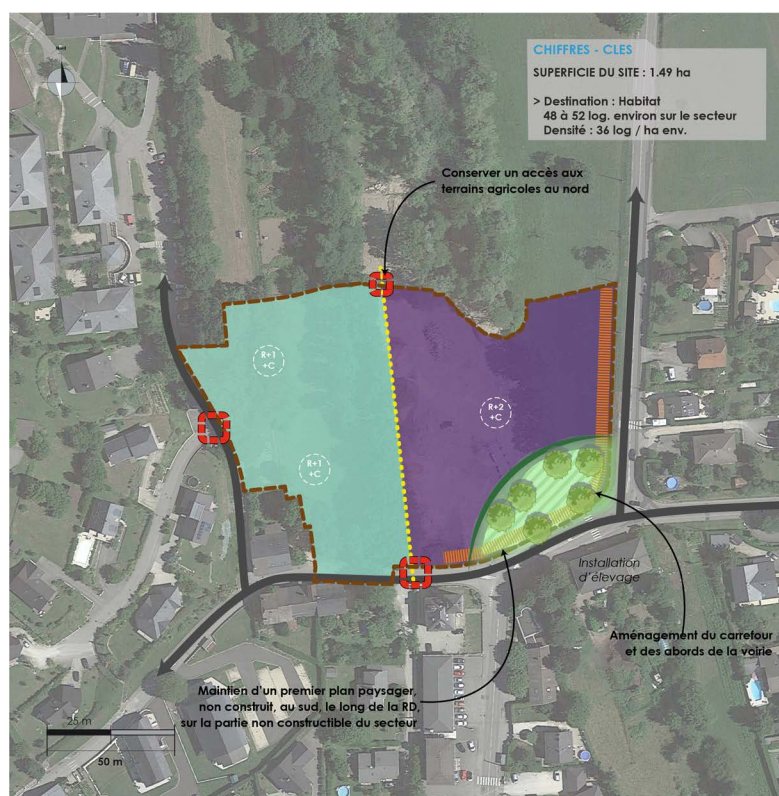 Nord
CHIFFRES - CLES
SUPERFICIE DU SITE : 1.49 ha
> Destination : Habitat
48 à 52 log. environ sur le secteur
Densité : 36 log / ha env.
Conserver un accès aux
terrains agricoles au nord
R+1
+C
R+2
+C
R+1
+C
Installation
d'élevage
Aménagement du carrefour
et des abords de la voirie
Maintien d'un premier plan paysager,
non construit, au sud, le long de la RD,
sur la partie non constructible du secteur
25 m
50 m